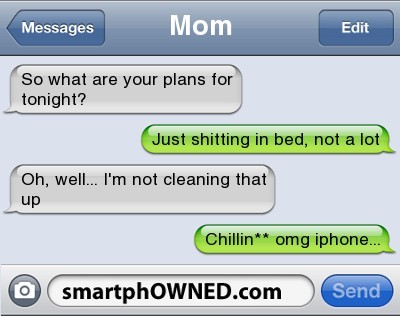 Messages
Mom
Edit
So what are your plans for
tonight?
Just shitting in bed, not a lot
Oh, well... I'm not cleaning that
up
Chillin** omg iphone...
smartphOWNED.com
Send